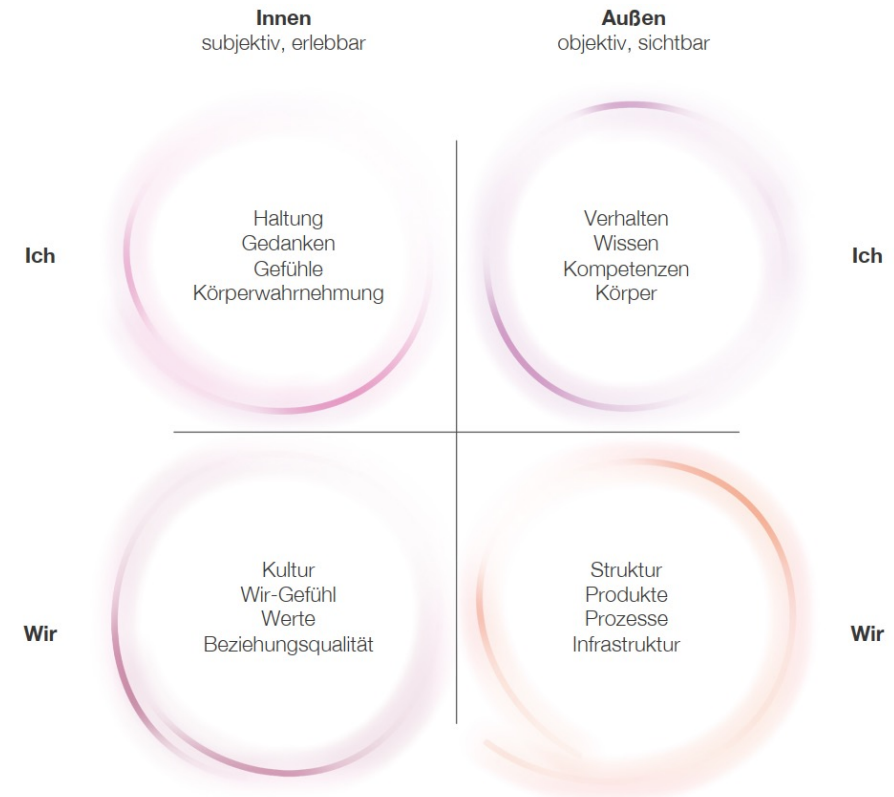 Innen
subjektiv, erlebbar
Außen
objektiv, sichtbar
Ich
Haltung
Gedanken
Gefühle
Körperwahrnehmung
Verhalten
Wissen
Kompetenzen
Körper
Ich
Wir
Kultur
Wir-Gefühl
Werte
Beziehungsqualität
Struktur
Produkte
Prozesse
Infrastruktur
Wir